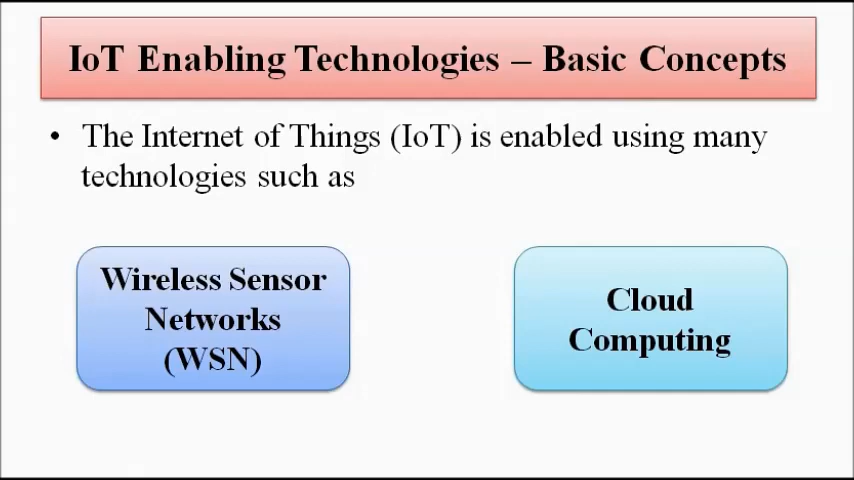 IoT Enabling Technologies – Basic Concepts
• The Internet of Things (IoT) is enabled using many
technologies such as
Wireless Sensor
Networks
(WSN)
Cloud
Computing